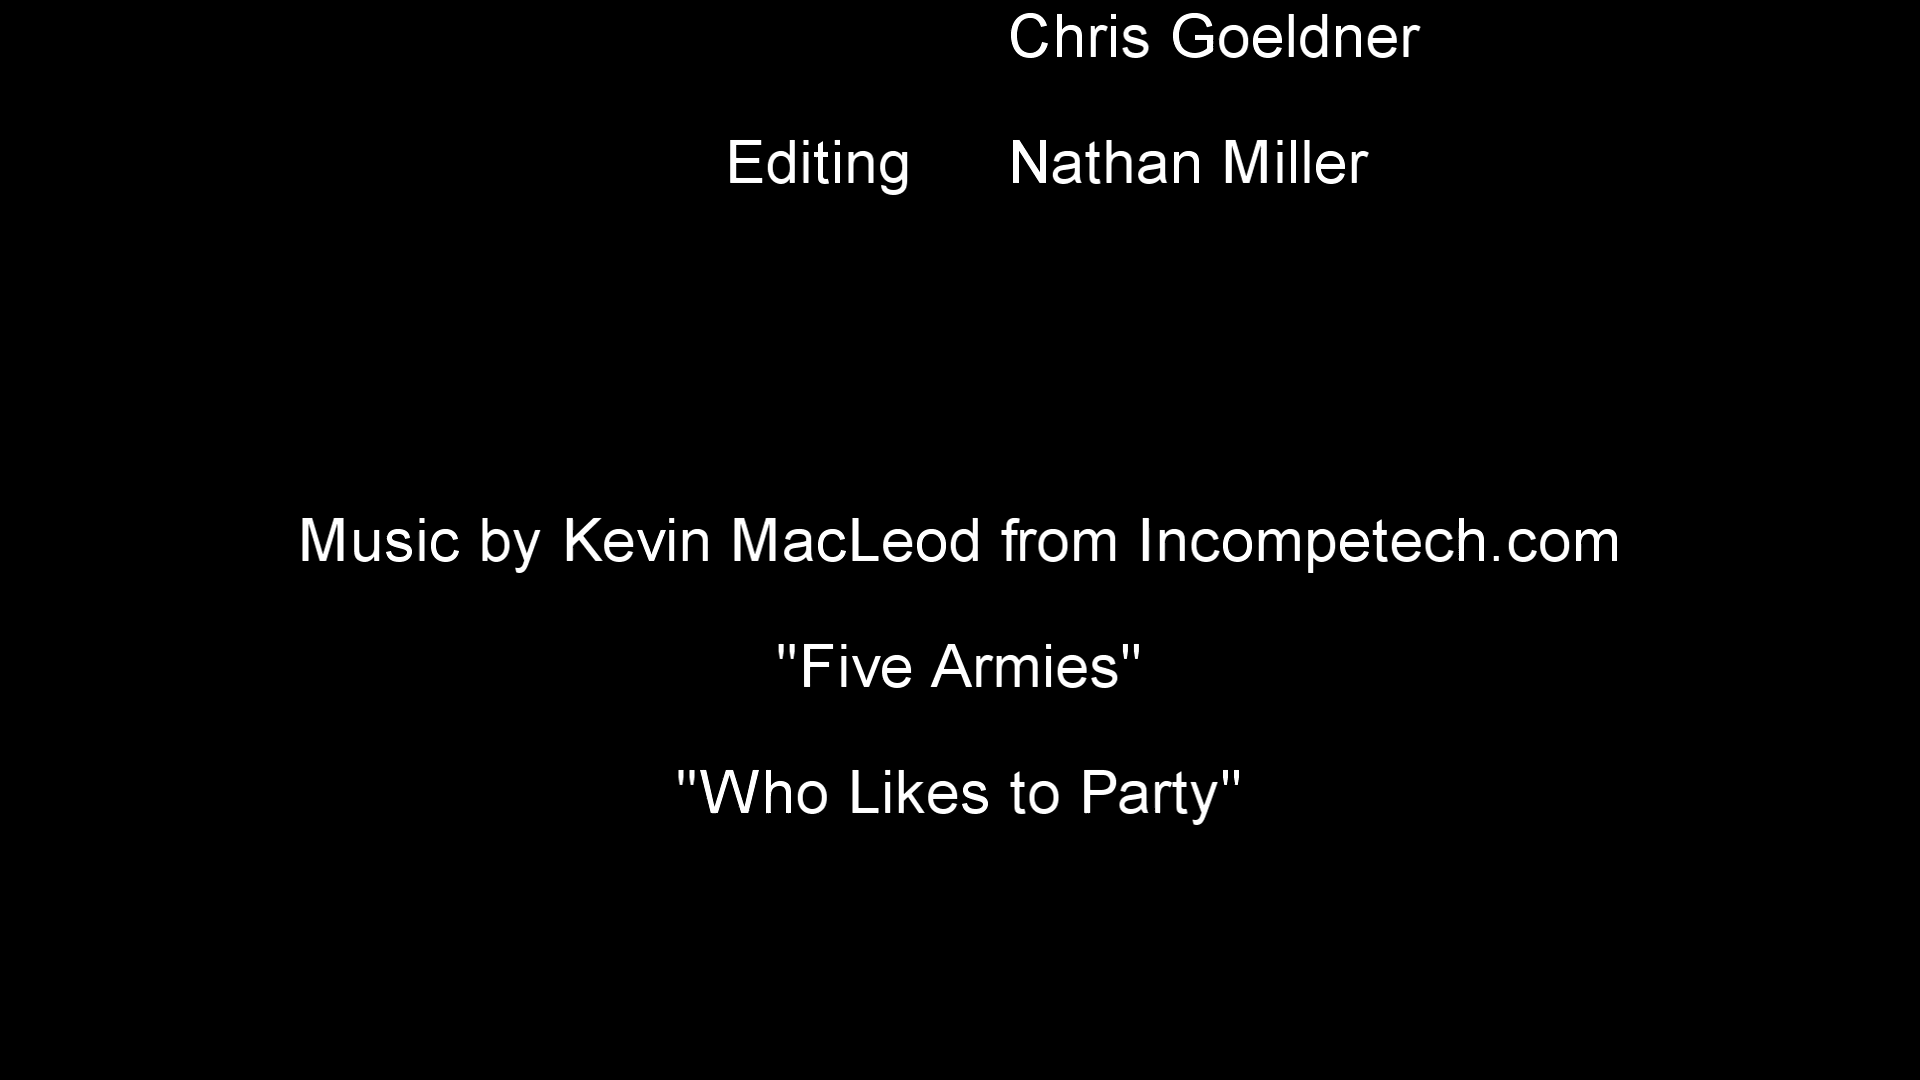 Chris Goeldner
Editing Nathan Miller
Music by Kevin MacLeod from Incompetech.com
"Five Armies"
"Who Likes to Party"